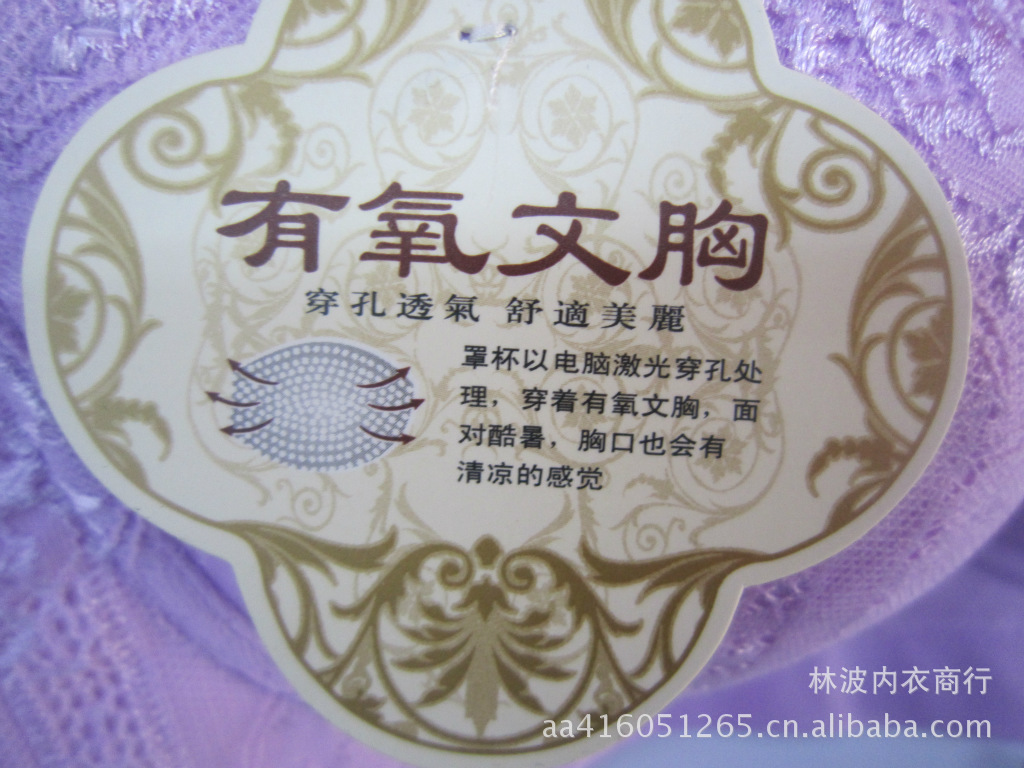 有氧文胸
穿孔透氣 舒適美麗
罩杯以电脑激光穿孔处
理，穿着有氧文胸，面
对酷暑，胸口也会有
清凉的感觉
林波内衣商行
aa416051265.cn.alibaba.com